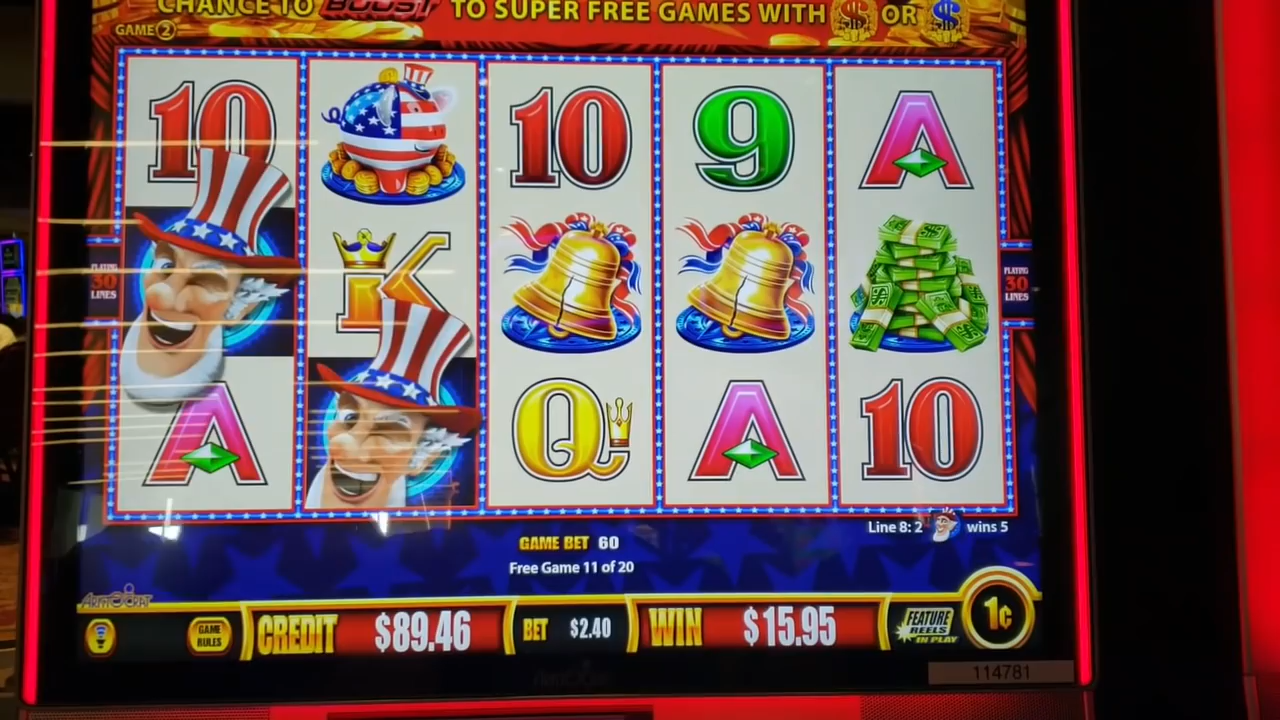 CHANCE TO BOOST TO SUPER FREE GAMES WITH $ OR $
GAME 2
10 10 9 A
PLAYING 30 LINES
K
PLAYING 30 LINES
A Q A 10
Line 8: 2 wins 5
GAME BET 60
Free Game 11 of 20
ARISTOCRAT
GAME RULES
CREDIT $89.46
BET $2.40
WIN $15.95
FEATURE REELS IN PLAY
1¢
114781